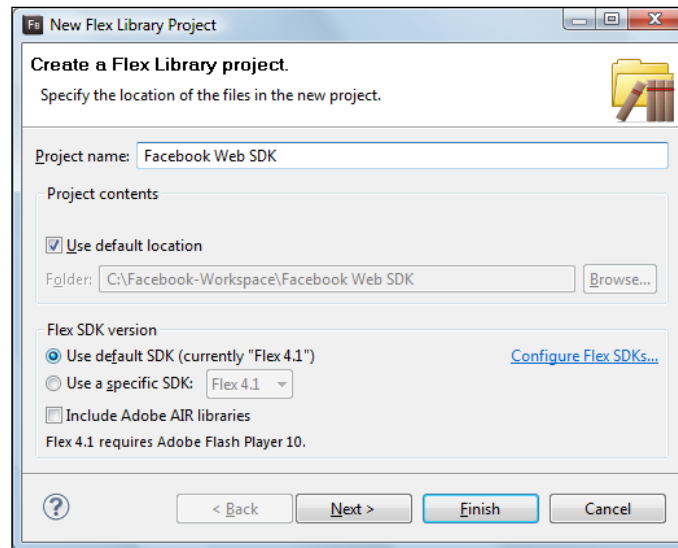 FB New Flex Library Project
Create a Flex Library project.
Specify the location of the files in the new project.
Project name: Facebook Web SDK
Project contents
Use default location
Folder: C:\Facebook-Workspace\Facebook Web SDK Browse...
Flex SDK version
Use default SDK (currently "Flex 4.1") Configure Flex SDKs...
Use a specific SDK: Flex 4.1
Include Adobe AIR libraries
Flex 4.1 requires Adobe Flash Player 10.
? < Back Next > Finish Cancel